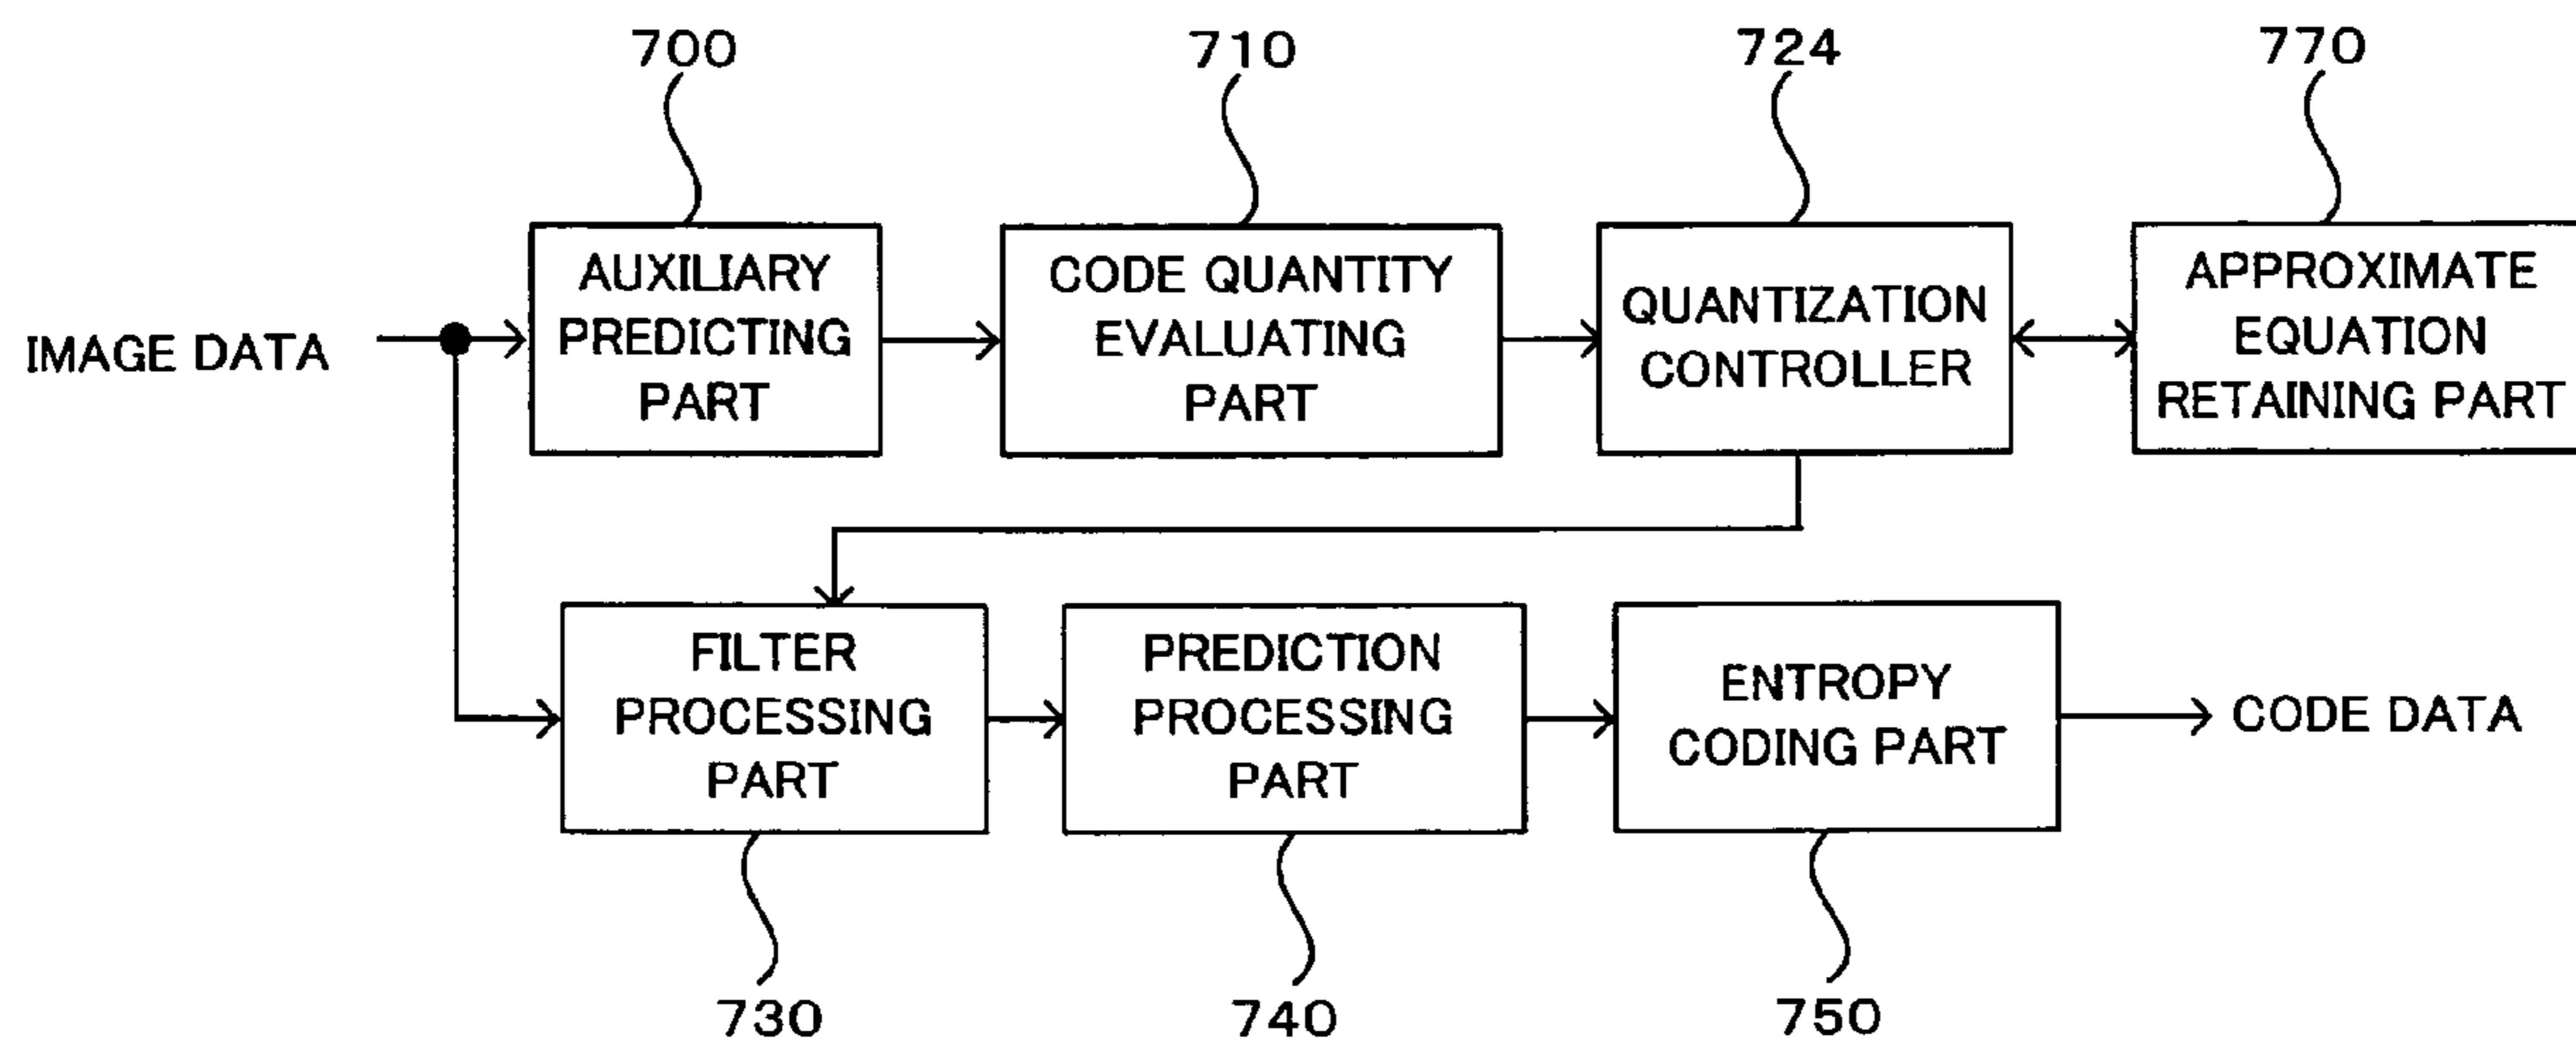 700
710
724
770
IMAGE DATA
AUXILIARY
PREDICTING
PART
CODE QUANTITY
EVALUATING
PART
QUANTIZATION
CONTROLLER
APPROXIMATE
EQUATION
RETAINING PART
FILTER
PROCESSING
PART
PREDICTION
PROCESSING
PART
ENTROPY
CODING PART
CODE DATA
730
740
750